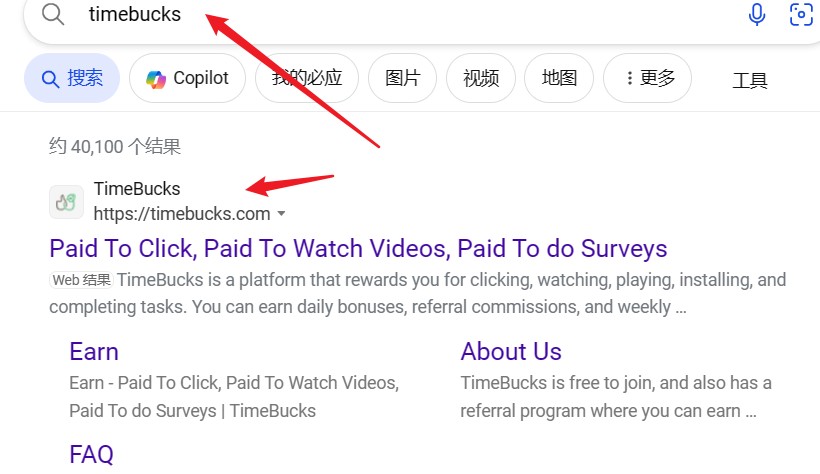 timebucks
搜索 Copilot 我的必应 图片 视频 地图 更多 工具
约 40,100 个结果
TimeBucks
https://timebucks.com
Paid To Click, Paid To Watch Videos, Paid To do Surveys
Web 结果 TimeBucks is a platform that rewards you for clicking, watching, playing, installing, and
completing tasks. You can earn daily bonuses, referral commissions, and weekly ...
Earn
Earn - Paid To Click, Paid To Watch Videos,
Paid To do Surveys | TimeBucks
About Us
TimeBucks is free to join, and also has a
referral program where you can earn ...
FAQ